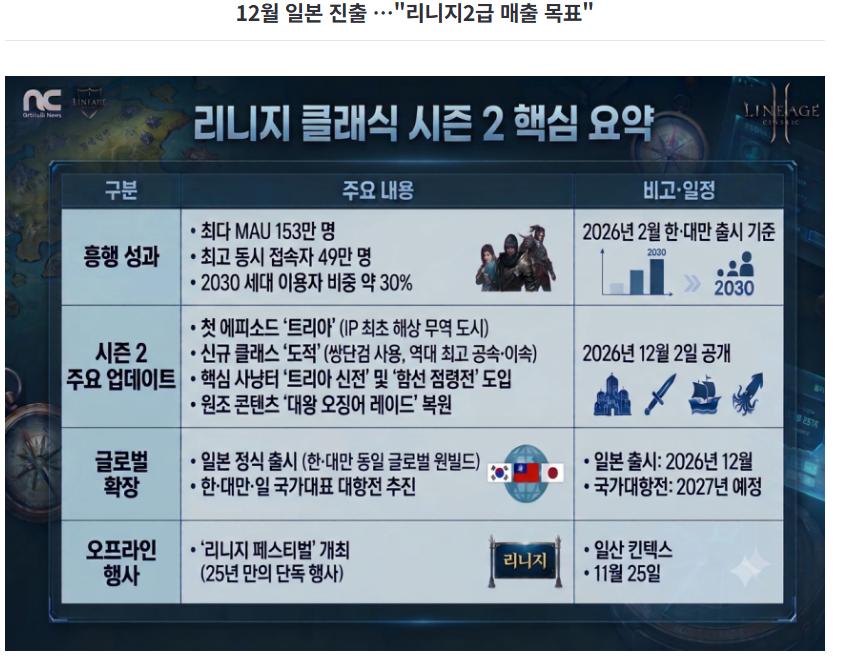 12월 일본 진출 …"리니지2급 매출 목표"
nc
LINEAGE
LINEAGE
CLASSIC
리니지 클래식 시즌 2 핵심 요약
구분
주요 내용
비고·일정
흥행 성과
• 최다 MAU 153만 명
• 최고 동시 접속자 49만 명
• 2030 세대 이용자 비중 약 30%
2026년 2월 한·대만 출시 기준
2030
2030
시즌 2
주요 업데이트
• 첫 에피소드 ‘트리아’ (IP 최초 해상 무역 도시)
• 신규 클래스 ‘도적’ (쌍단검 사용, 역대 최고 공속·이속)
• 핵심 사냥터 ‘트리아 신전’ 및 ‘함선 점령전’ 도입
• 원조 콘텐츠 ‘대왕 오징어 레이드’ 복원
2026년 12월 2일 공개
글로벌
확장
• 일본 정식 출시 (한·대만 동일 글로벌 원빌드)
• 한·대만·일 국가대표 대항전 추진
• 일본 출시: 2026년 12월
• 국가대항전: 2027년 예정
오프라인
행사
• ‘리니지 페스티벌’ 개최
(25년 만의 단독 행사)
리니지
• 일산 킨텍스
• 11월 25일